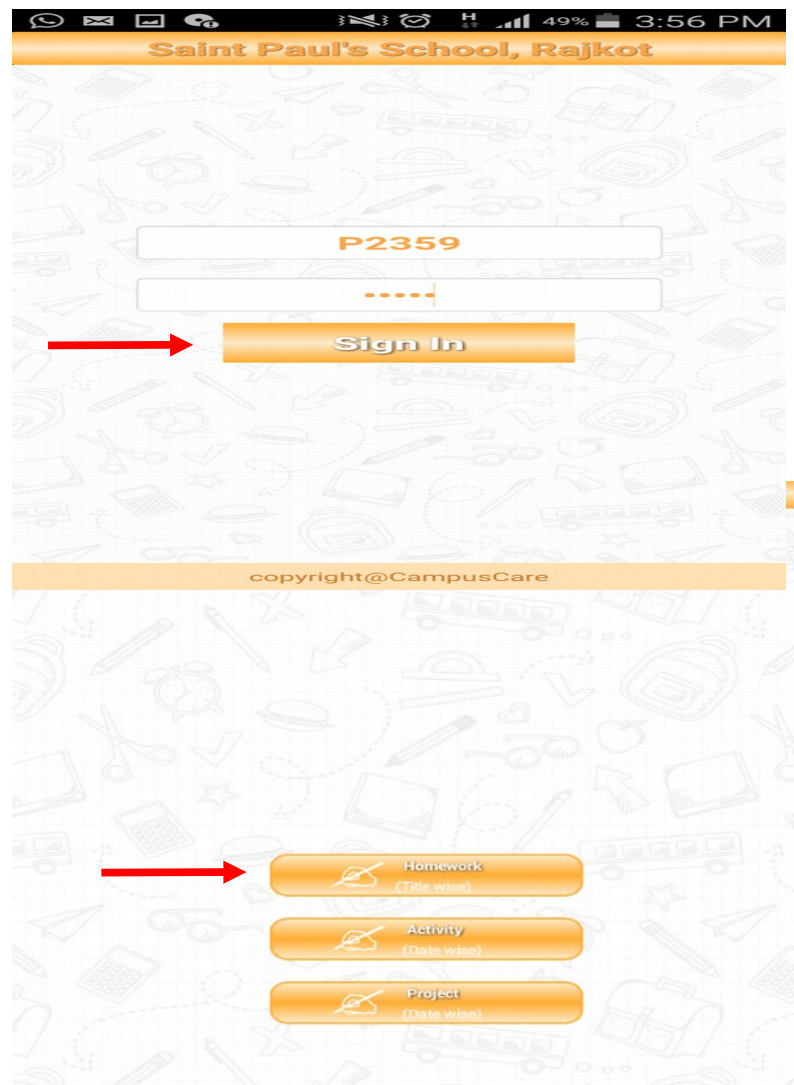 49% 3:56 PM
Saint Paul's School, Rajkot
P2359
•••••
Sign In
copyright@CampusCare
Homework
(Title wise)
Activity
(Date wise)
Project
(Date wise)